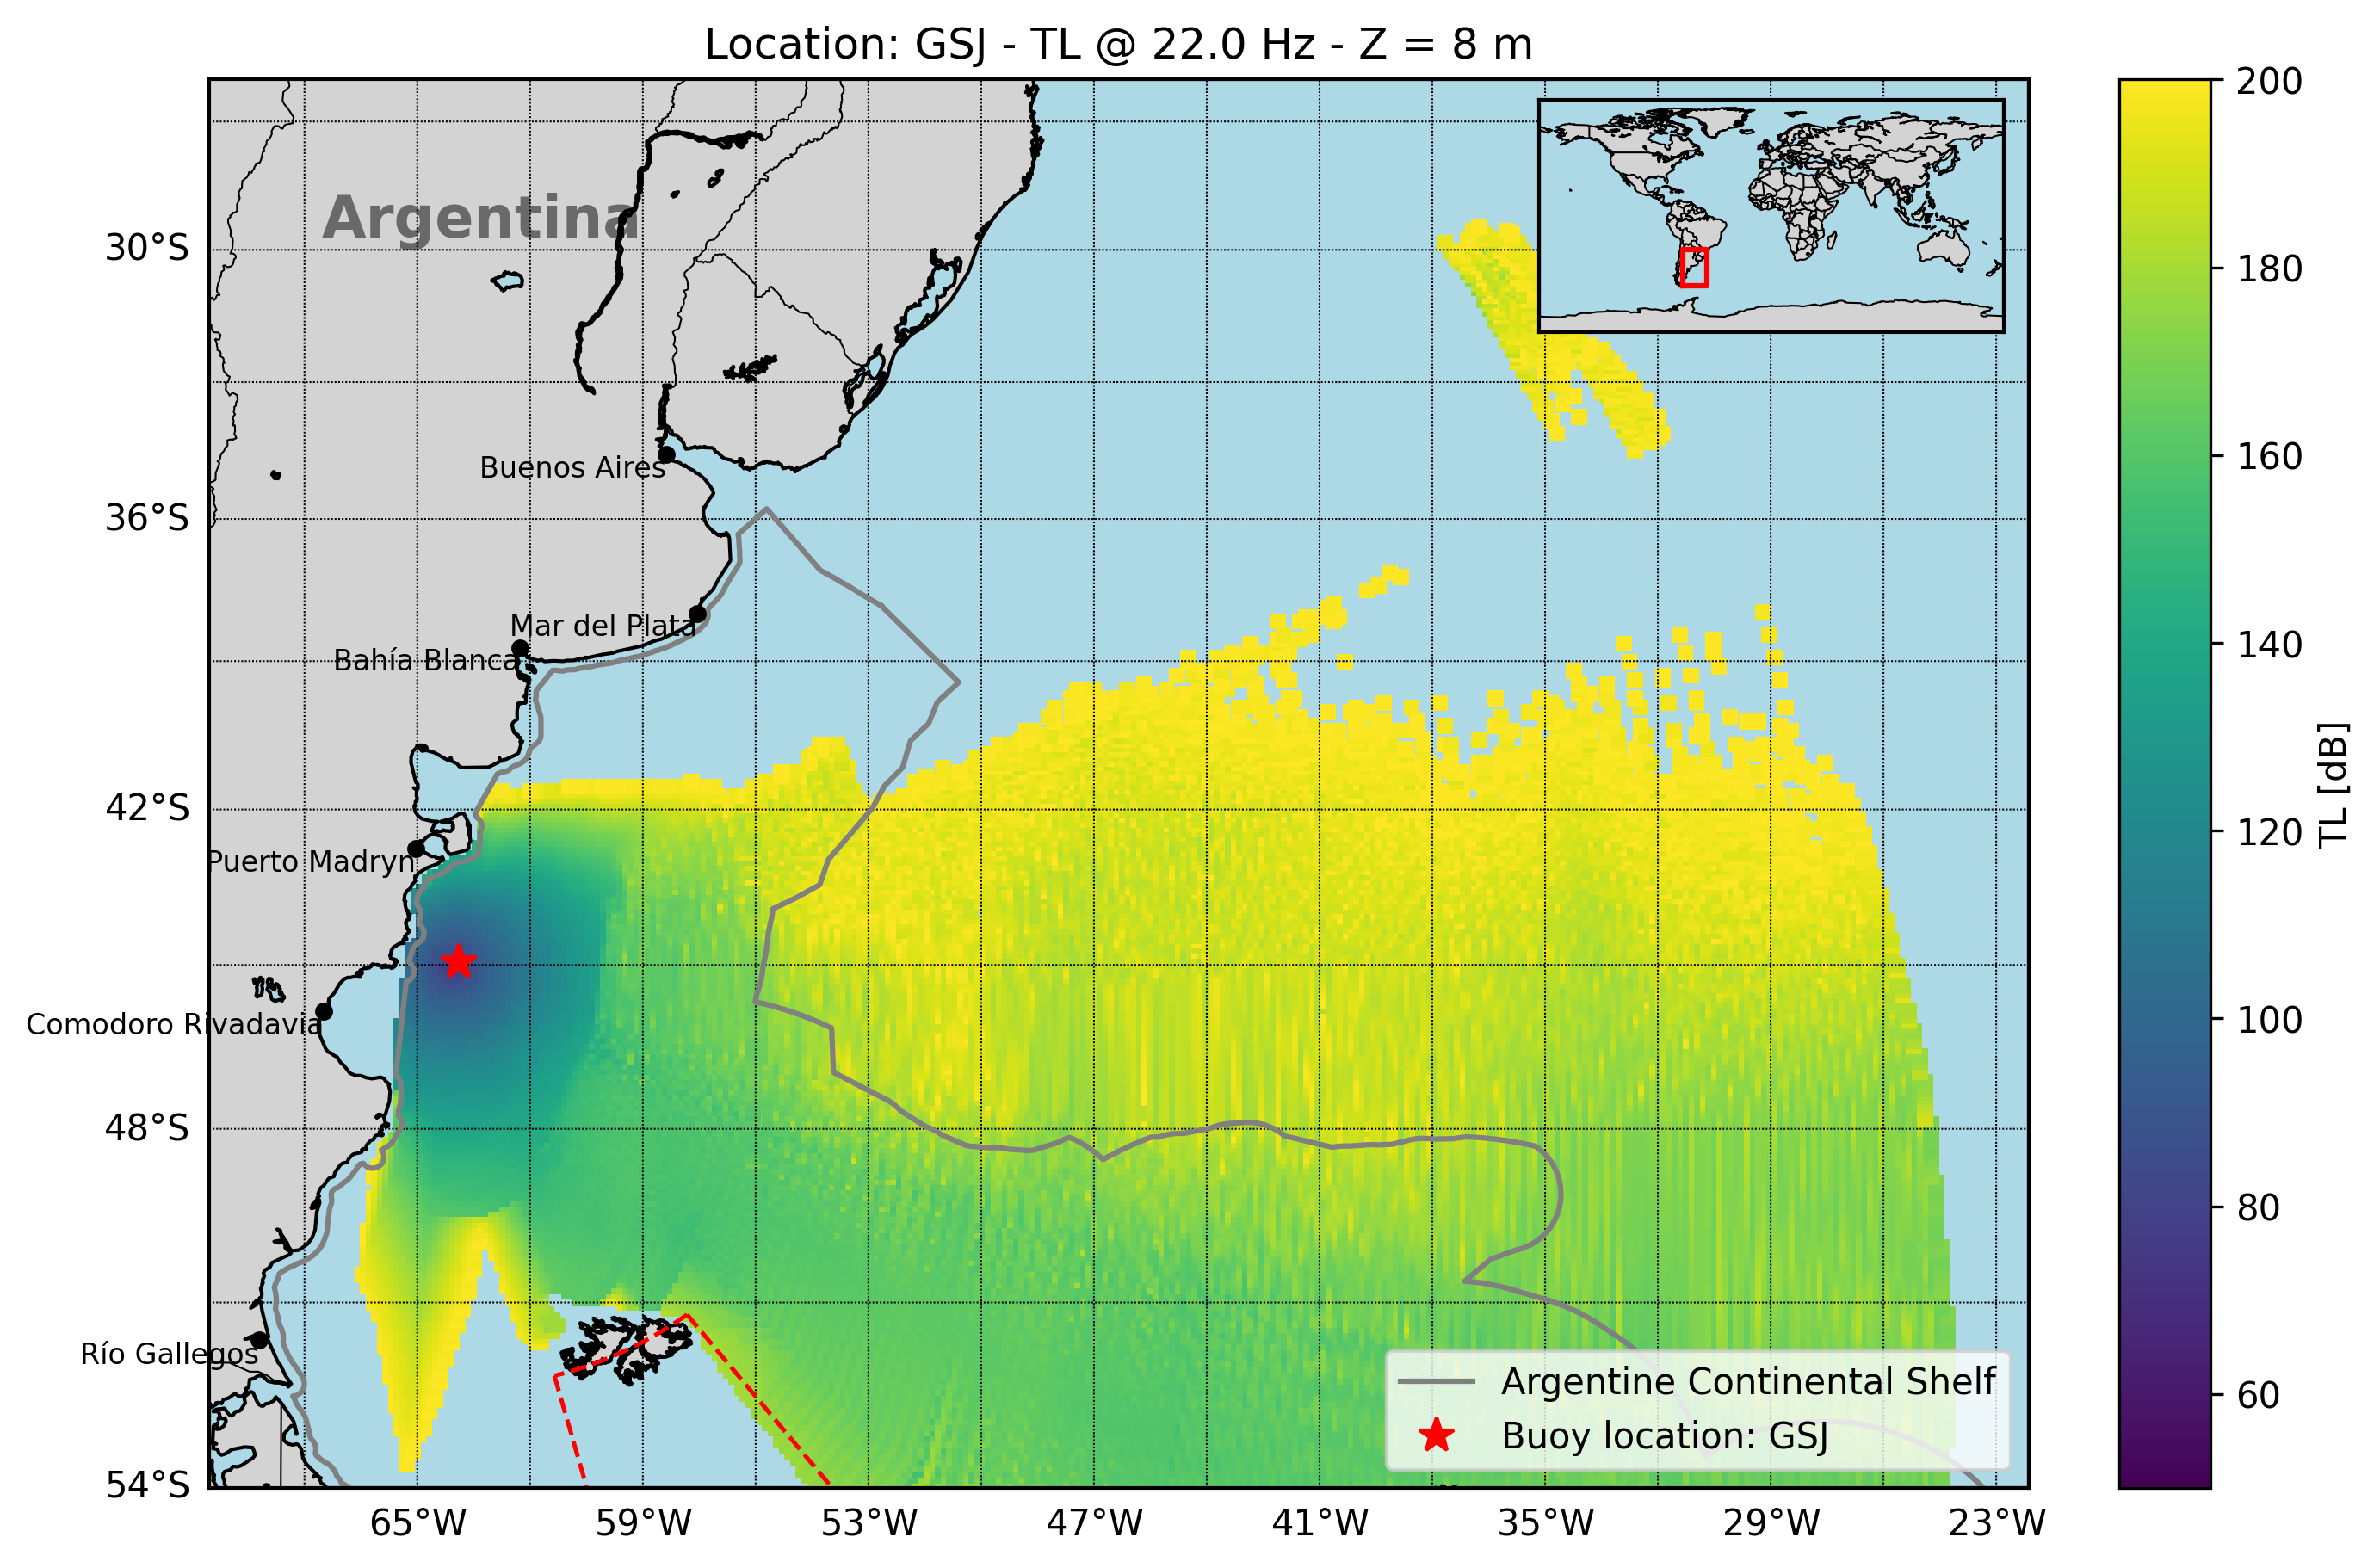 Location: GSJ - TL @ 22.0 Hz - Z = 8 m
Argentina
30°S
36°S
42°S
48°S
54°S
Buenos Aires
Mar del Plata
Bahía Blanca
Puerto Madryn
Comodoro Rivadavia
Río Gallegos
65°W
59°W
53°W
47°W
41°W
35°W
29°W
23°W
Argentine Continental Shelf
Buoy location: GSJ
200
180
160
140
120
100
80
60
TL [dB]